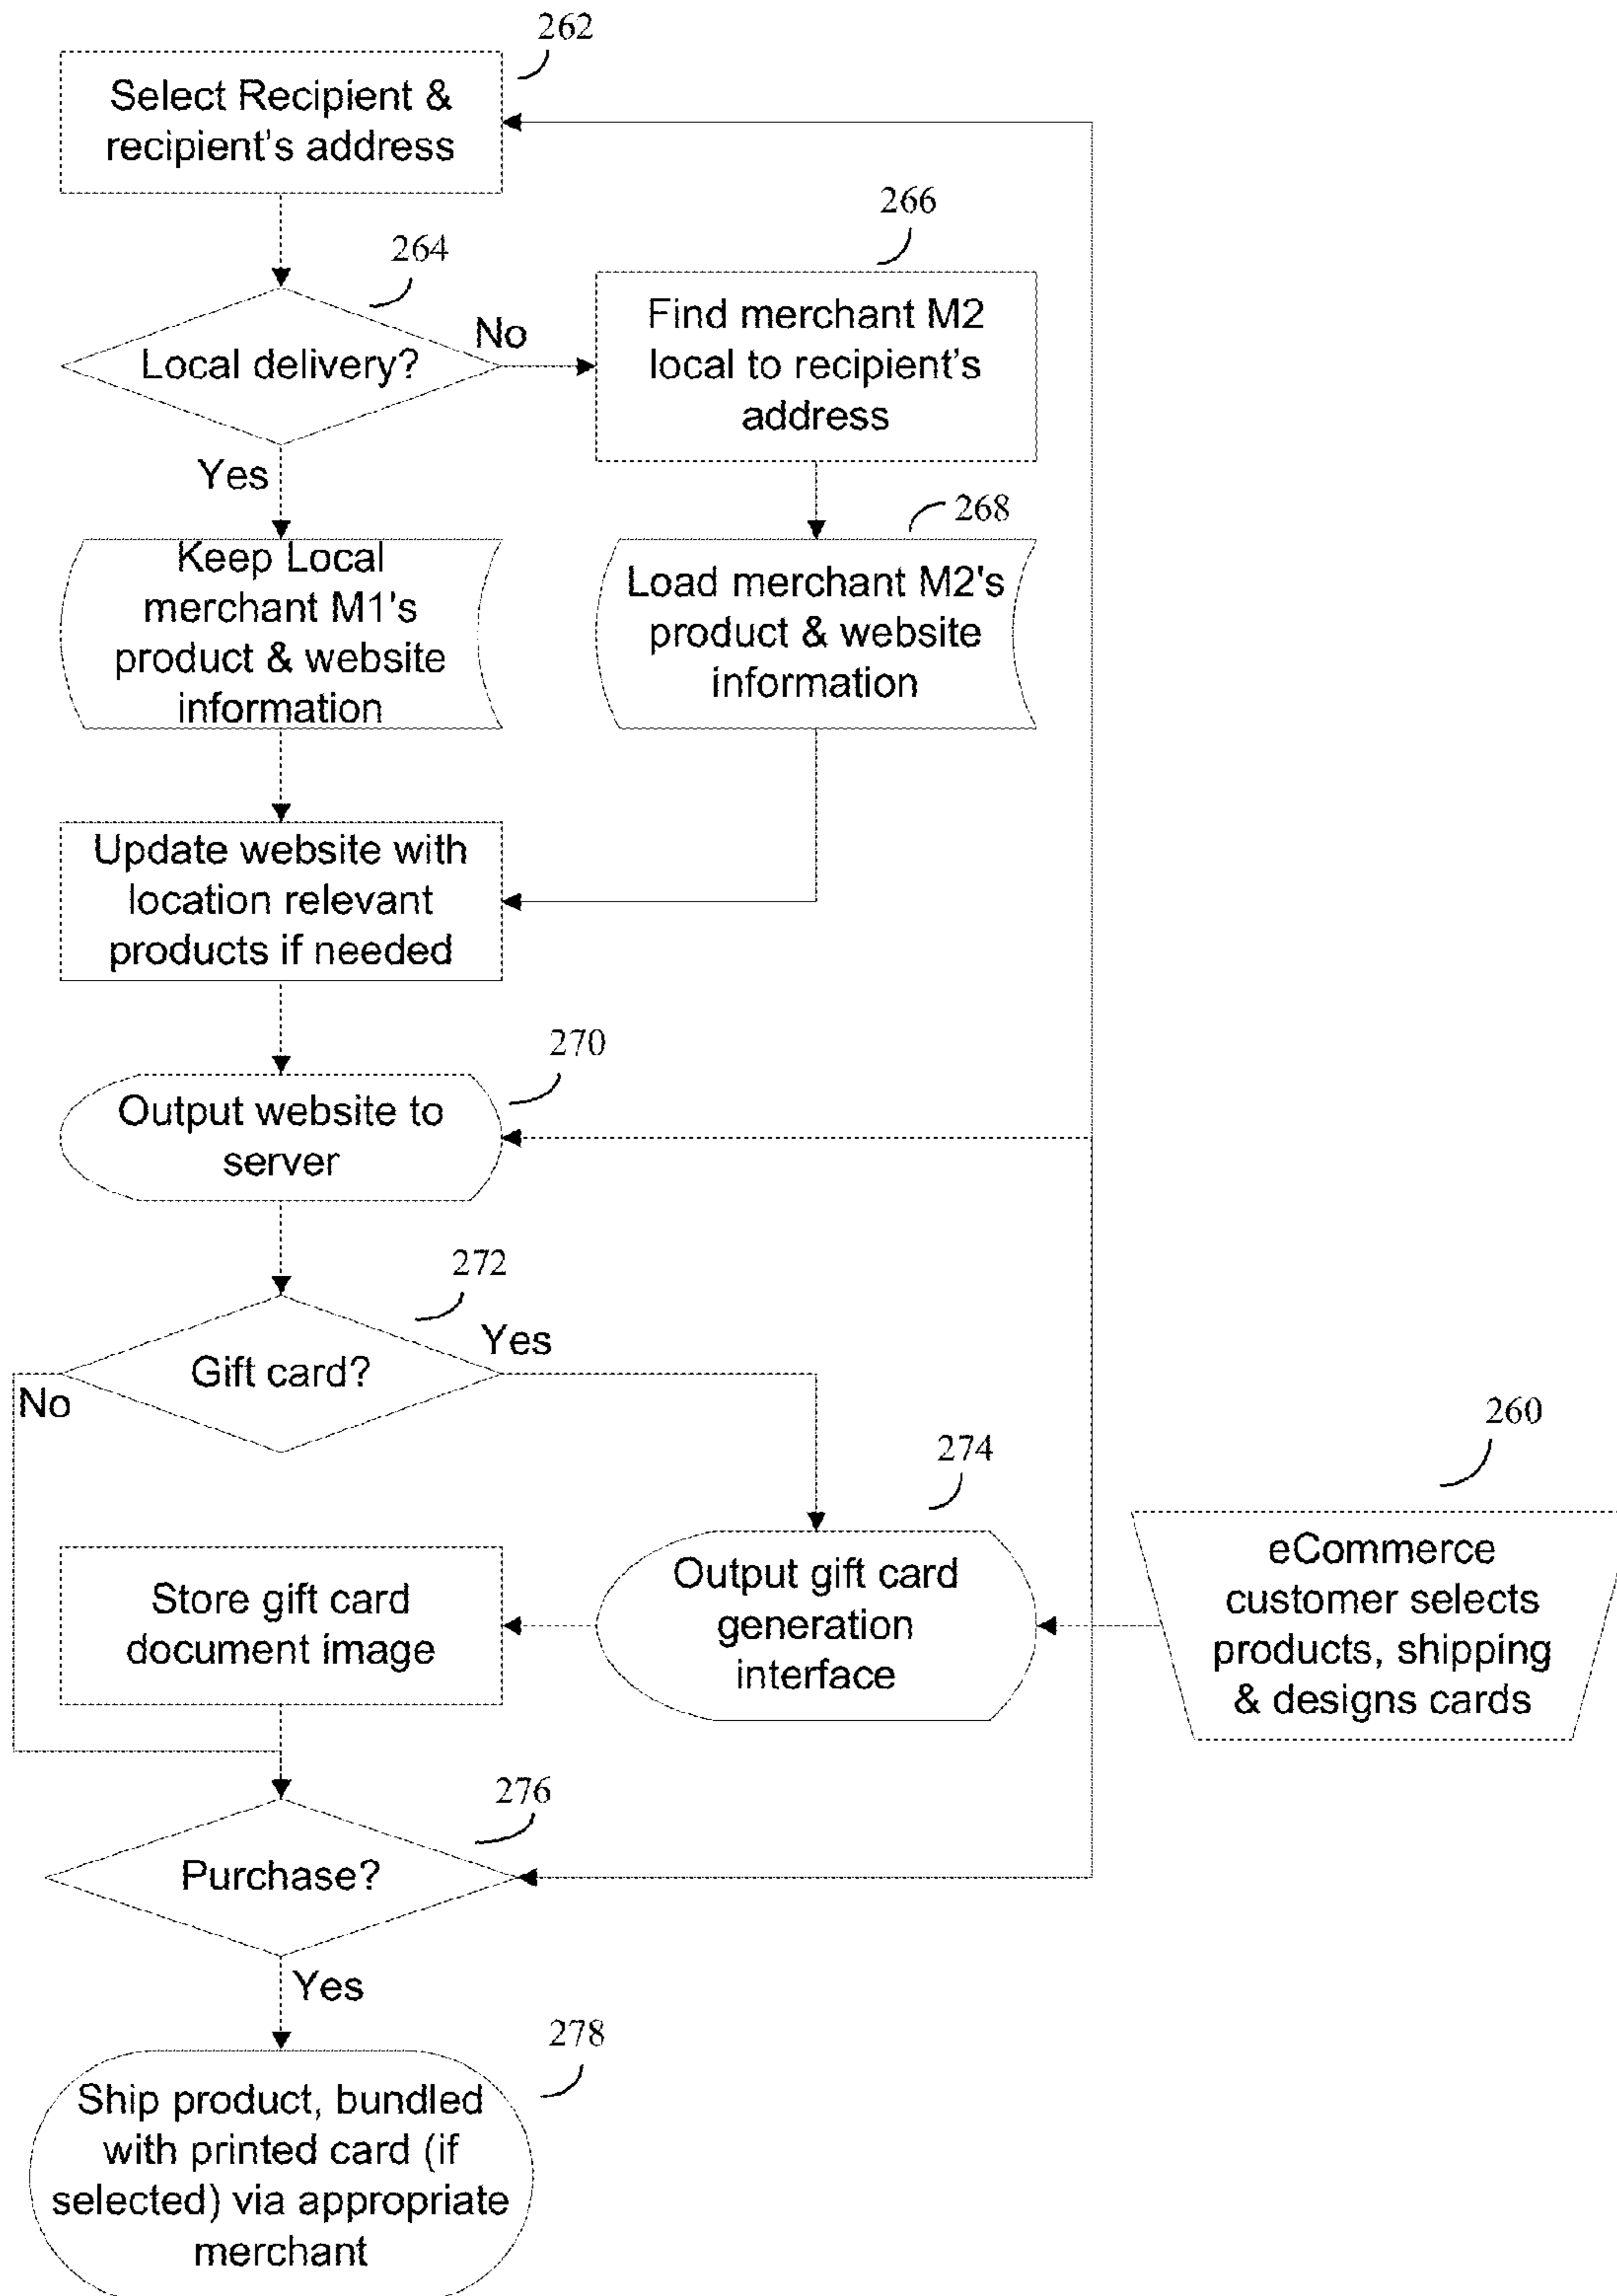 262
Select Recipient &
recipient's address
264
Local delivery?
No
Yes
266
Find merchant M2
local to recipient's
address
268
Load merchant M2's
product & website
information
Keep Local
merchant M1's
product & website
information
Update website with
location relevant
products if needed
270
Output website to
server
272
Gift card?
Yes
No
274
Output gift card
generation
interface
260
eCommerce
customer selects
products, shipping
& designs cards
Store gift card
document image
276
Purchase?
Yes
278
Ship product, bundled
with printed card (if
selected) via appropriate
merchant